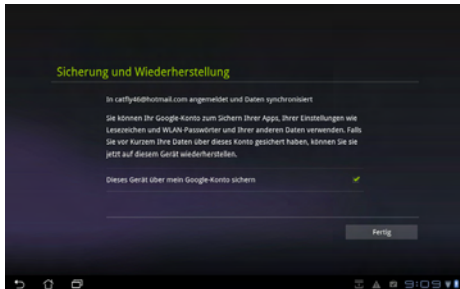 Sicherung und Wiederherstellung
In catfly46@hotmail.com angemeldet und Daten synchronisiert
Sie können Ihr Google-Konto zum Sichern Ihrer Apps, Ihrer Einstellungen wie
Lesezeichen und WLAN-Passwörter und Ihrer anderen Daten verwenden. Falls
Sie vor Kurzem Ihre Daten über dieses Konto gesichert haben, können Sie sie
jetzt auf diesem Gerät wiederherstellen.
Dieses Gerät über mein Google-Konto sichern
Fertig
9:09